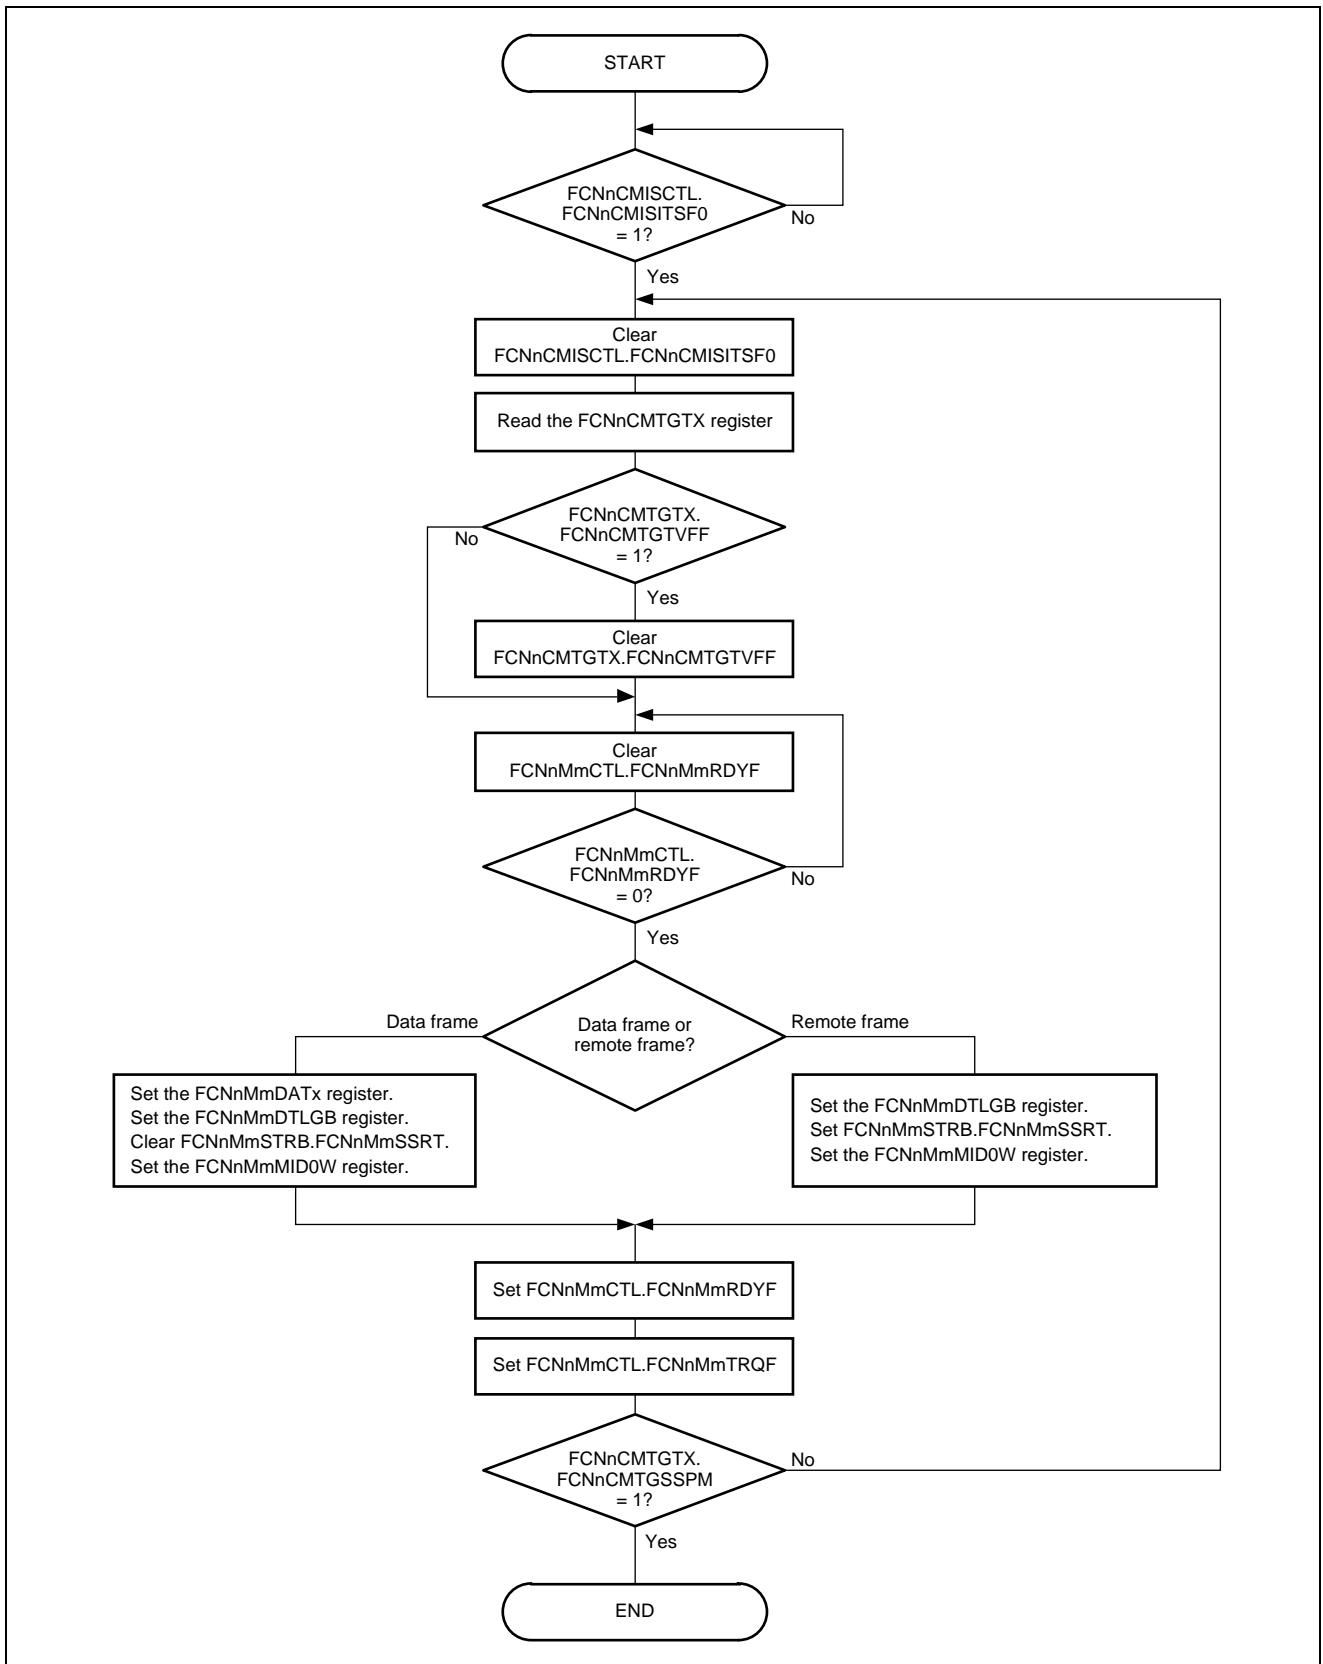 START
FCNnCMISCTL.
FCNnCMISITSF0
= 1?
No
Yes
Clear
FCNnCMISCTL.FCNnCMISITSF0
Read the FCNnCMTGTX register
FCNnCMTGTX.
FCNnCMTGTVFF
= 1?
No
Yes
Clear
FCNnCMTGTX.FCNnCMTGTVFF
Clear
FCNnMmCTL.FCNnMmRDYF
FCNnMmCTL.
FCNnMmRDYF
= 0?
No
Yes
Data frame
Data frame or
remote frame?
Remote frame
Set the FCNnMmDATx register.
Set the FCNnMmDTLGB register.
Clear FCNnMmSTRB.FCNnMmSSRT.
Set the FCNnMmMID0W register.
Set the FCNnMmDTLGB register.
Set FCNnMmSTRB.FCNnMmSSRT.
Set the FCNnMmMID0W register.
Set FCNnMmCTL.FCNnMmRDYF
Set FCNnMmCTL.FCNnMmTRQF
FCNnCMTGTX.
FCNnCMTGSSPM
= 1?
No
Yes
END